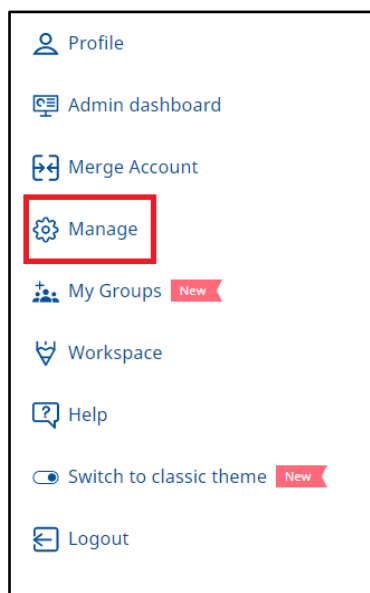 Profile
Admin dashboard
Merge Account
Manage
My Groups New
Workspace
Help
Switch to classic theme New
Logout